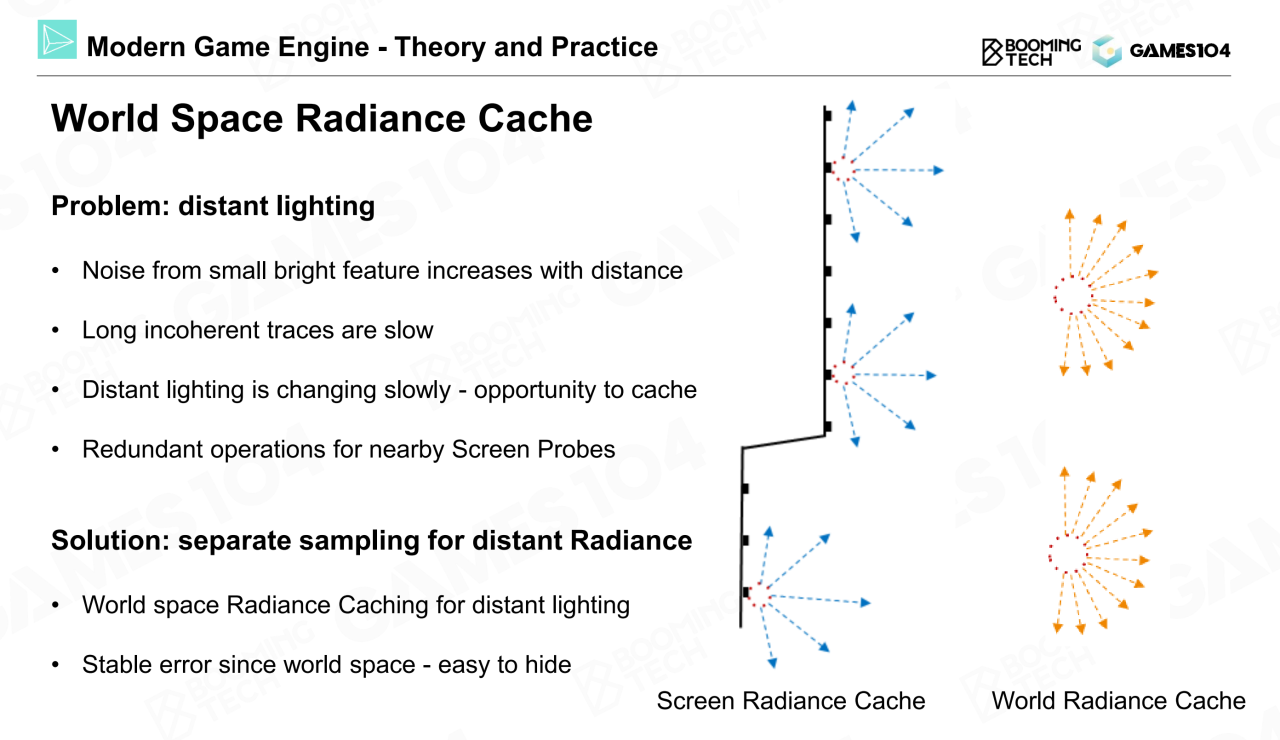 Modern Game Engine - Theory and Practice
BOOMING
TECH
GAMES104
World Space Radiance Cache
Problem: distant lighting
• Noise from small bright feature increases with distance
• Long incoherent traces are slow
• Distant lighting is changing slowly - opportunity to cache
• Redundant operations for nearby Screen Probes
Solution: separate sampling for distant Radiance
• World space Radiance Caching for distant lighting
• Stable error since world space - easy to hide
Screen Radiance Cache
World Radiance Cache